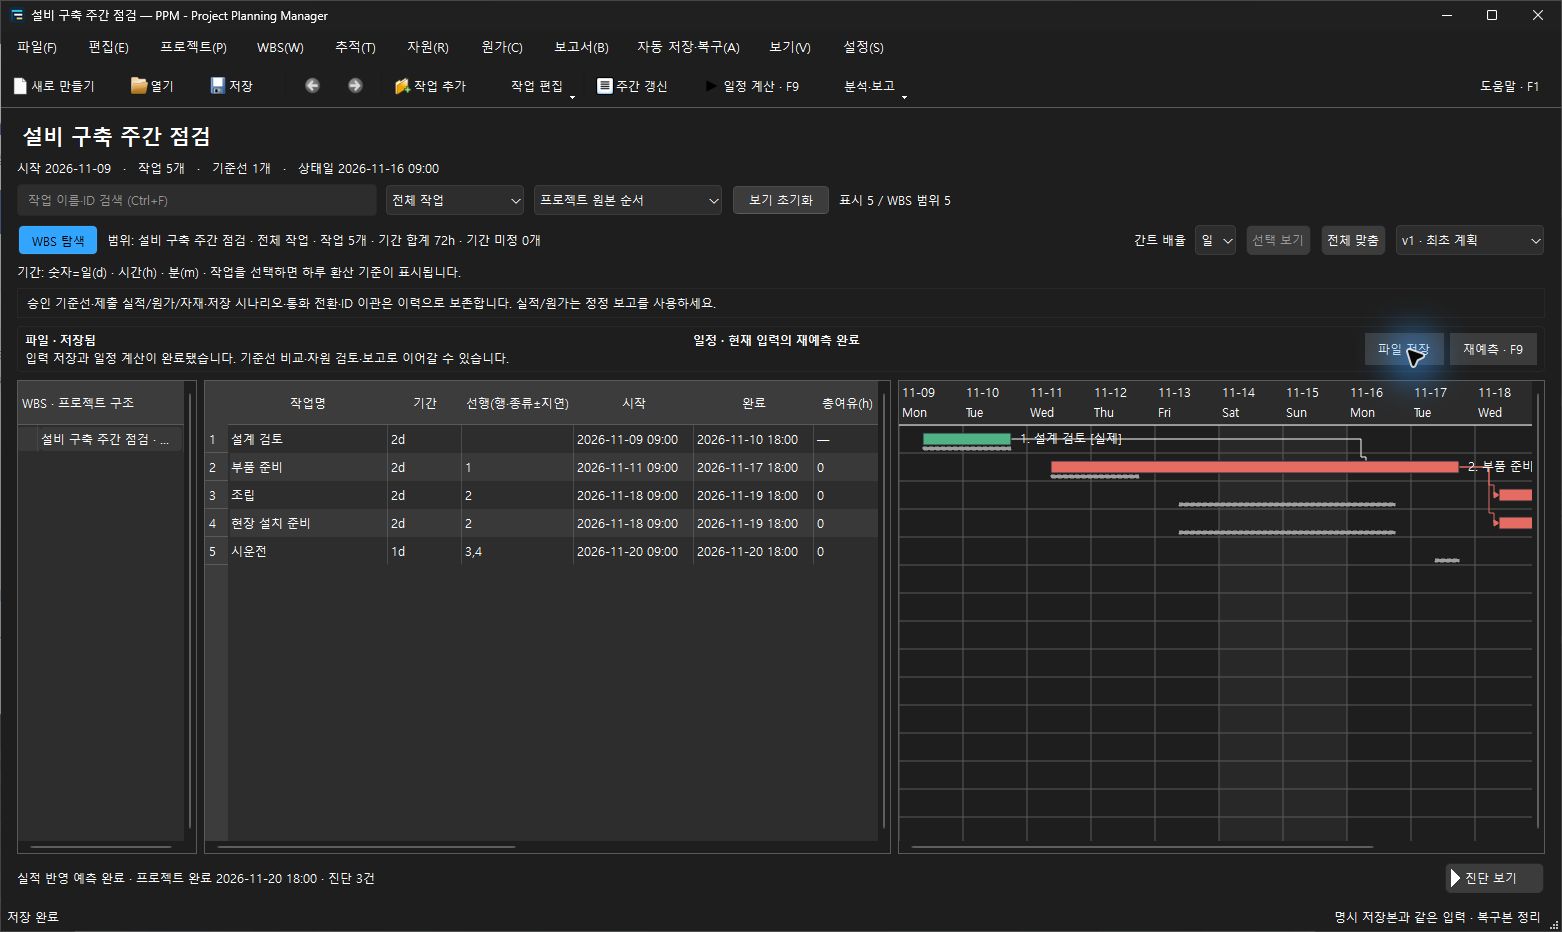 설비 구축 주간 점검 — PPM - Project Planning Manager
파일(F) 편집(E) 프로젝트(P) WBS(W) 추적(T) 자원(R) 원가(C) 보고서(B) 자동 저장·복구(A) 보기(V) 설정(S)
새로 만들기 열기 저장 작업 추가 작업 편집 주간 갱신 일정 계산 · F9 분석·보고 도움말 · F1
설비 구축 주간 점검
시작 2026-11-09 · 작업 5개 · 기준선 1개 · 상태일 2026-11-16 09:00
작업 이름·ID 검색 (Ctrl+F) 전체 작업 프로젝트 원본 순서 보기 초기화 표시 5 / WBS 범위 5
WBS 탐색 범위: 설비 구축 주간 점검 · 전체 작업 · 작업 5개 · 기간 합계 72h · 기간 미정 0개 간트 배율 일 선택 보기 전체 맞춤 v1 · 최초 계획
기간: 숫자=일(d) · 시간(h) · 분(m) · 작업을 선택하면 하루 환산 기준이 표시됩니다.
승인 기준선·제출 실적/원가/자재·저장 시나리오·통화 전환·ID 이관은 이력으로 보존합니다. 실적/원가는 정정 보고를 사용하세요.
파일 · 저장됨 일정 · 현재 입력의 재예측 완료
입력 저장과 일정 계산이 완료됐습니다. 기준선 비교·자원 검토·보고로 이어갈 수 있습니다.
파일 저장 재예측 · F9
WBS · 프로젝트 구조
설비 구축 주간 점검 · ...
작업명 기간 선행(행·종류±지연) 시작 완료 총여유(h)
1 설계 검토 2d 2026-11-09 09:00 2026-11-10 18:00 —
2 부품 준비 2d 1 2026-11-11 09:00 2026-11-17 18:00 0
3 조립 2d 2 2026-11-18 09:00 2026-11-19 18:00 0
4 현장 설치 준비 2d 2 2026-11-18 09:00 2026-11-19 18:00 0
5 시운전 1d 3,4 2026-11-20 09:00 2026-11-20 18:00 0
11-09 11-10 11-11 11-12 11-13 11-14 11-15 11-16 11-17 11-18
Mon Tue Wed Thu Fri Sat Sun Mon Tue Wed
1. 설계 검토 [실제]
2. 부품 준비
실적 반영 예측 완료 · 프로젝트 완료 2026-11-20 18:00 · 진단 3건 진단 보기
저장 완료 명시 저장본과 같은 입력 · 복구본 정리